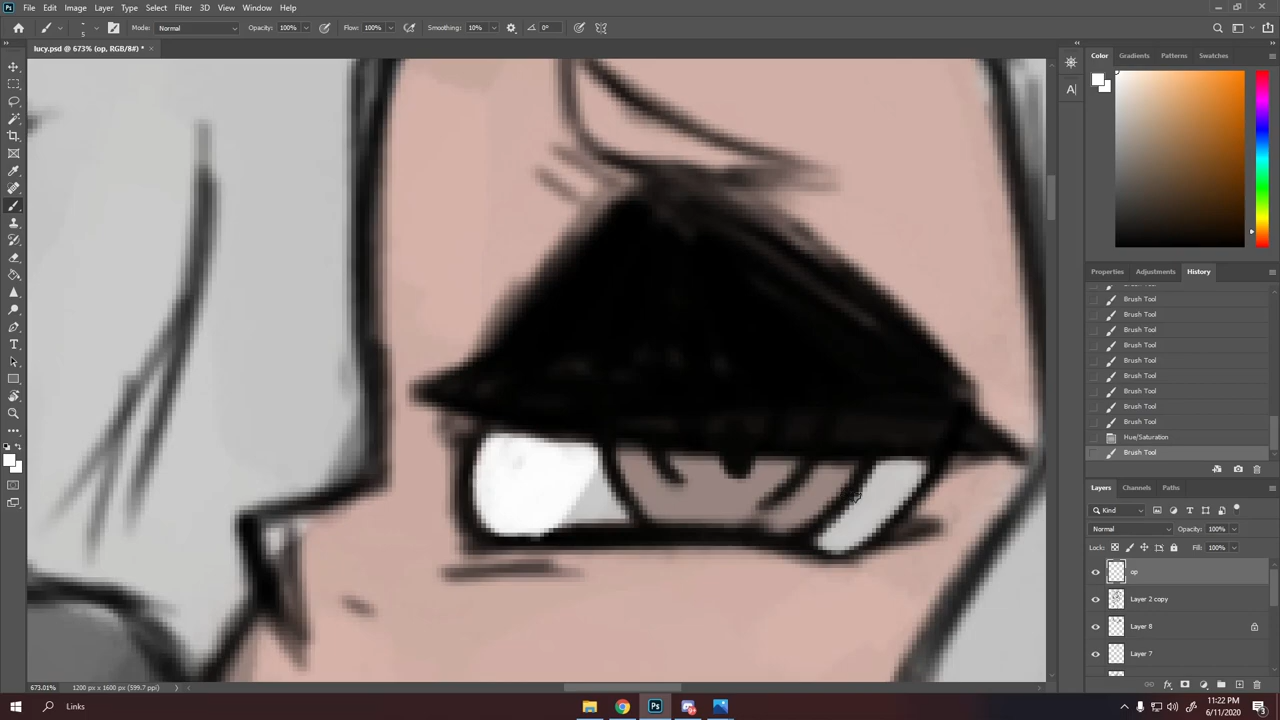 Ps File Edit Image Layer Type Select Filter 3D View Window Help
5 Mode: Normal Opacity: 100% Flow: 100% Smoothing: 10% 0°
lucy.psd @ 673% (op, RGB/8#) *
Color Gradients Patterns Swatches
Properties Adjustments History
Brush Tool
Brush Tool
Brush Tool
Brush Tool
Brush Tool
Brush Tool
Brush Tool
Brush Tool
Brush Tool
Hue/Saturation
Brush Tool
Layers Channels Paths
Kind
Normal Opacity: 100%
Lock: Fill: 100%
op
Layer 2 copy
Layer 8
Layer 7
673.01% 1200 px x 1600 px (599.7 ppi)
Links
11:22 PM
6/11/2020